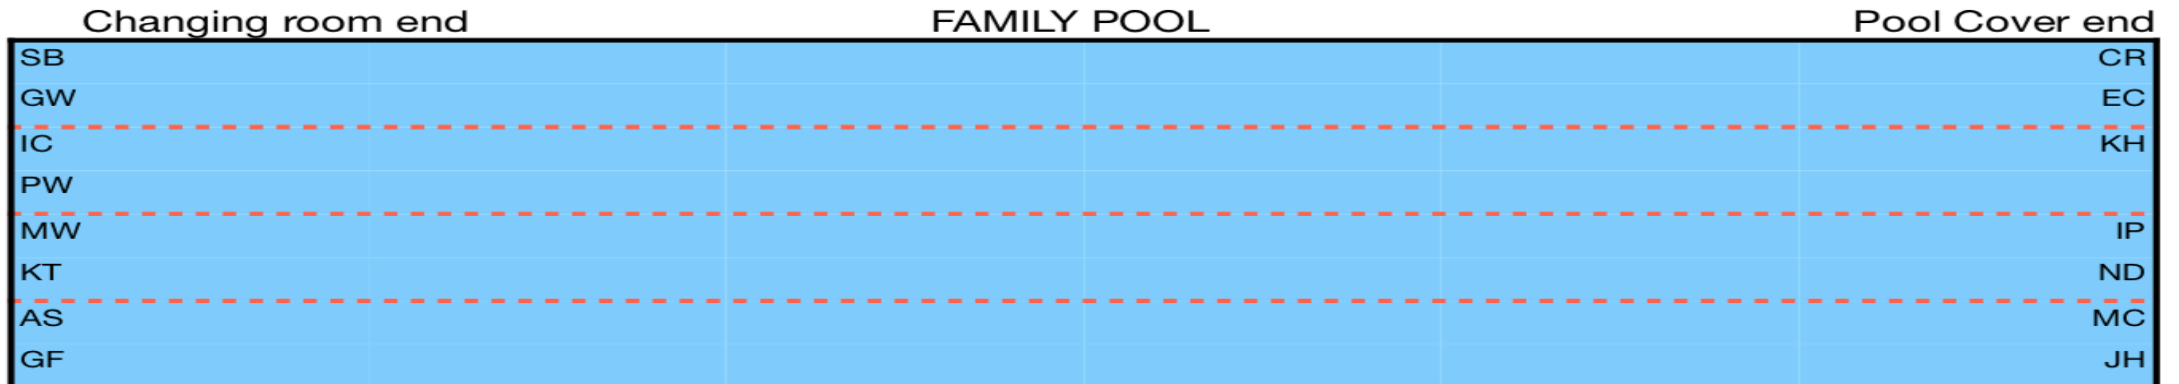 Changing room end FAMILY POOL Pool Cover end
SB CR
GW EC
IC KH
PW
MW IP
KT ND
AS MC
GF JH